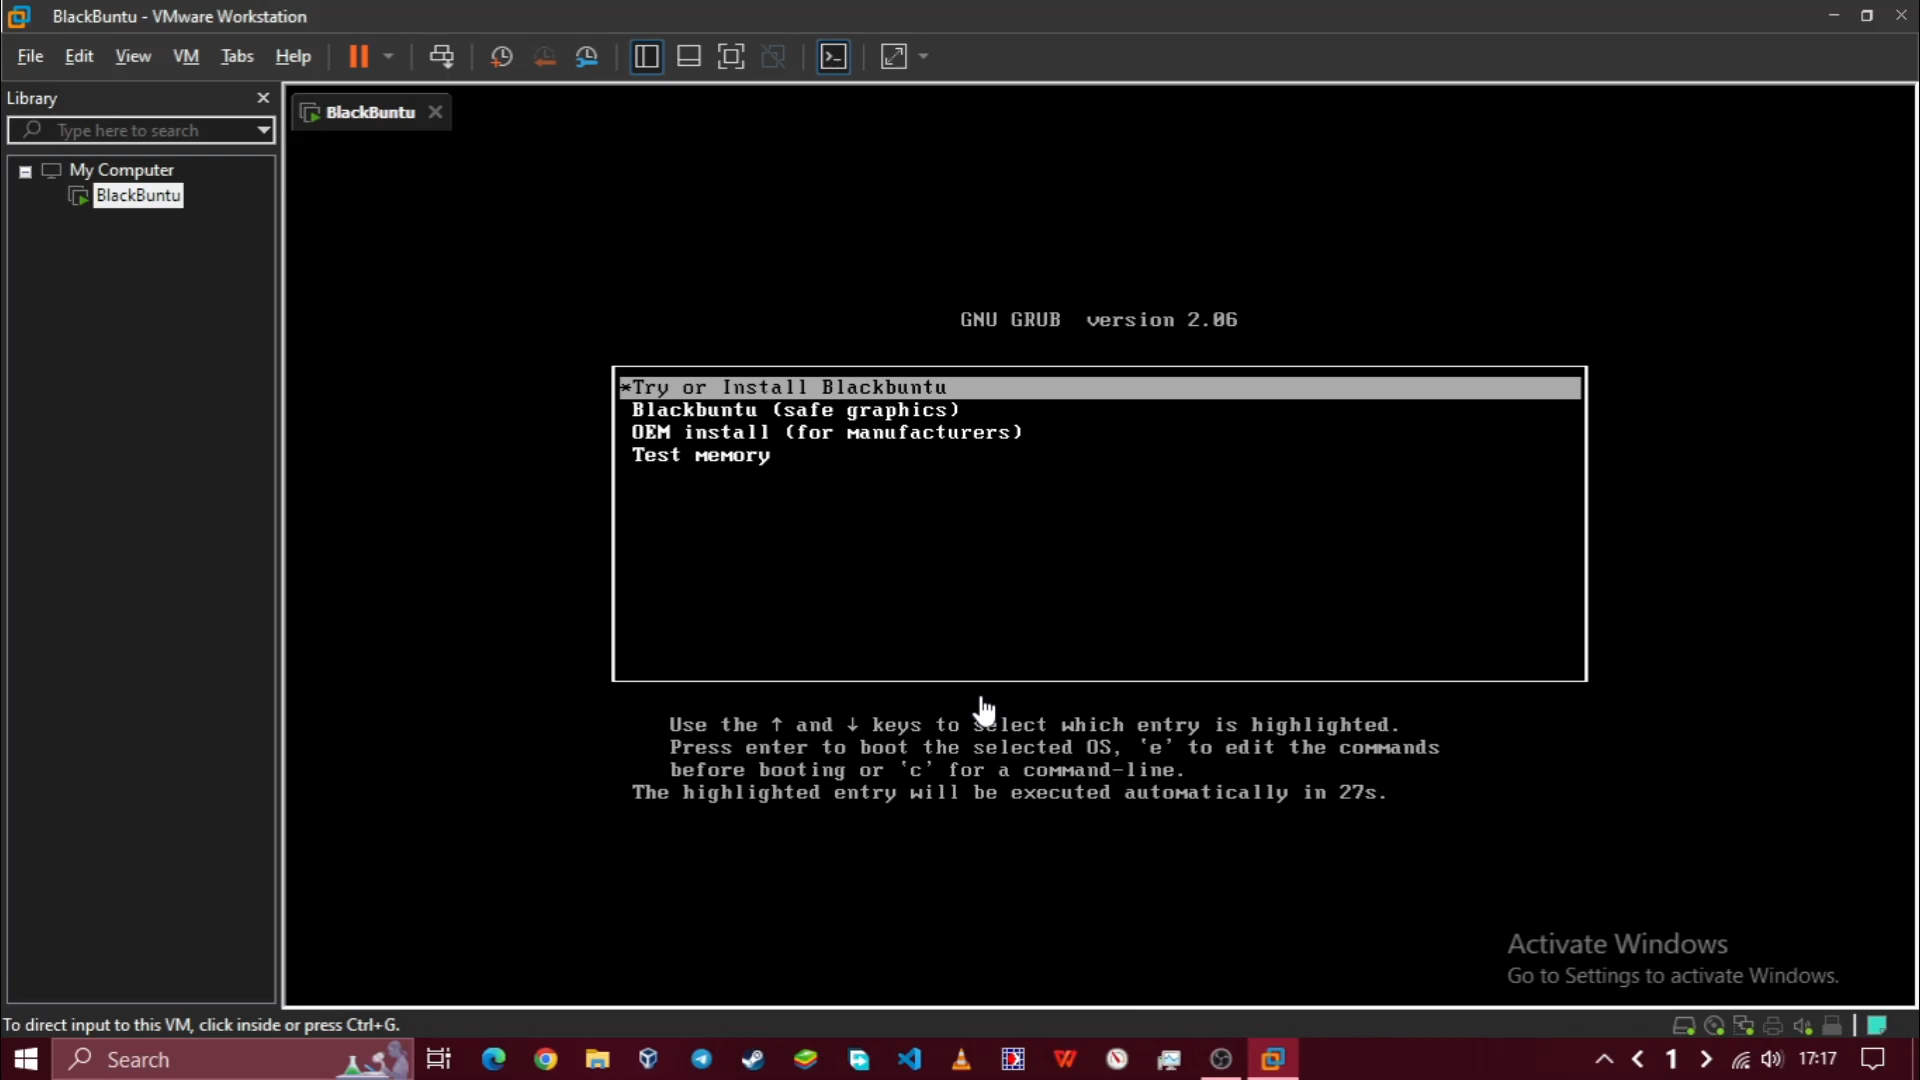 BlackBuntu - VMware Workstation
File Edit View VM Tabs Help
Library
BlackBuntu
Type here to search
My Computer
BlackBuntu
GNU GRUB version 2.06
*Try or Install Blackbuntu
Blackbuntu (safe graphics)
OEM install (for manufacturers)
Test memory
Use the ↑ and ↓ keys to select which entry is highlighted.
Press enter to boot the selected OS, `e' to edit the commands
before booting or `c' for a command-line.
The highlighted entry will be executed automatically in 27s.
Activate Windows
Go to Settings to activate Windows.
To direct input to this VM, click inside or press Ctrl+G.
Search
1
17:17